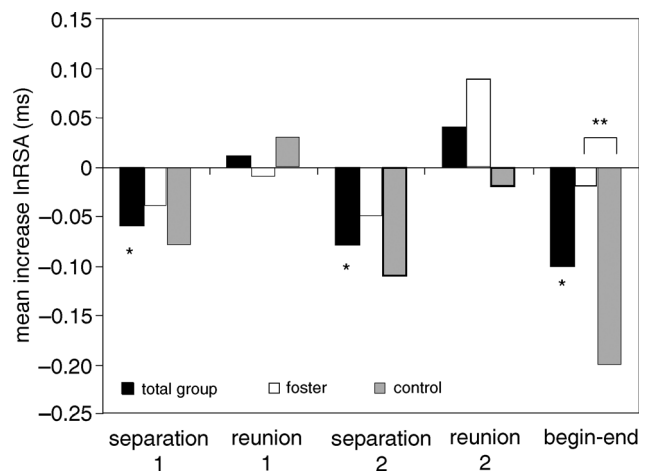 0.15
0.10
0.05
0
−0.05
−0.10
−0.15
−0.20
−0.25
mean increase lnRSA (ms)
**
*
*
*
total group
foster
control
separation
1
reunion
1
separation
2
reunion
2
begin-end